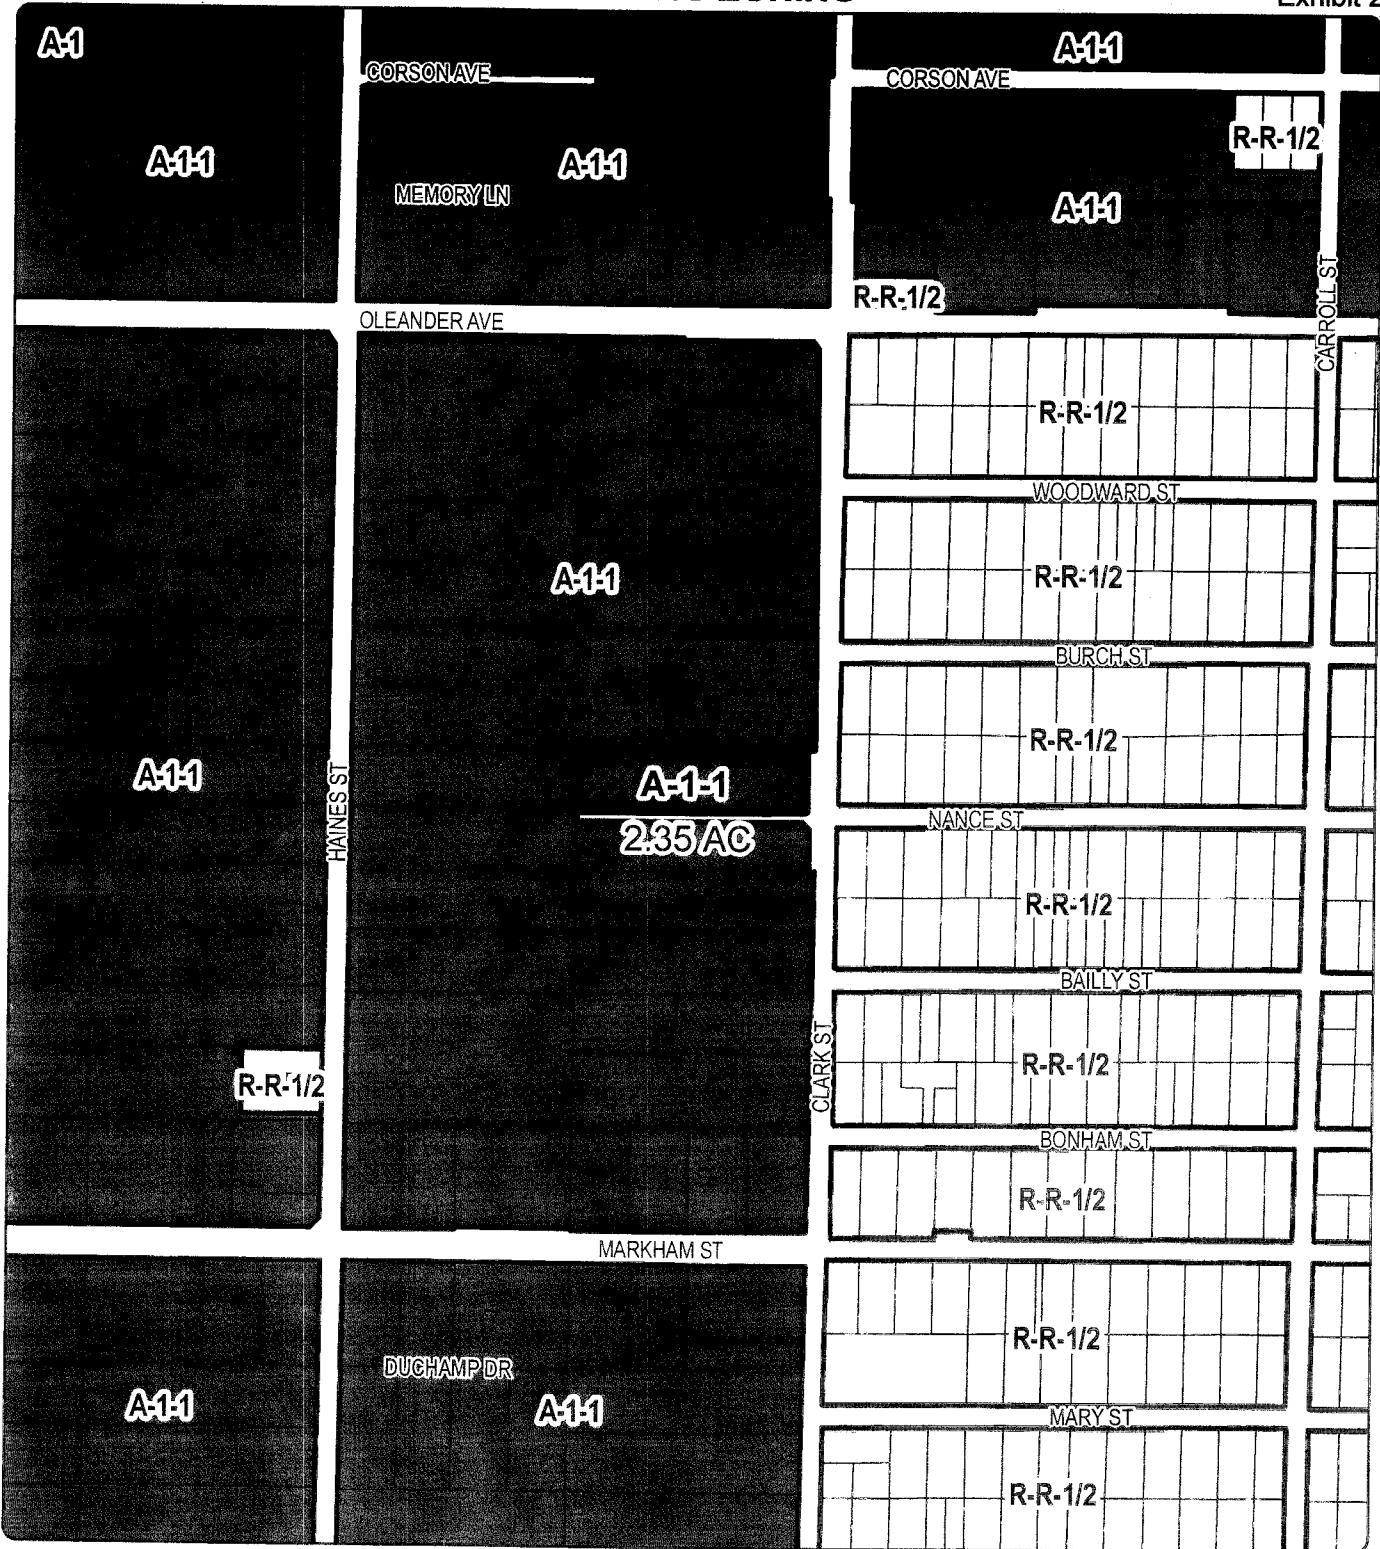 Exhibit 2
A-1
A-1-1
CORSON AVE
CORSON AVE
R-R-1/2
A-1-1
A-1-1
MEMORY LN
A-1-1
R-R-1/2
CARROLL ST
OLEANDER AVE
R-R-1/2
WOODWARD ST
A-1-1
R-R-1/2
BURCH ST
R-R-1/2
A-1-1
HAINES ST
A-1-1
2.35 AC
NANCE ST
R-R-1/2
BAILLY ST
CLARK ST
R-R-1/2
R-R-1/2
BONHAM ST
R-R-1/2
MARKHAM ST
R-R-1/2
DUCHAMP DR
A-1-1
A-1-1
MARY ST
R-R-1/2